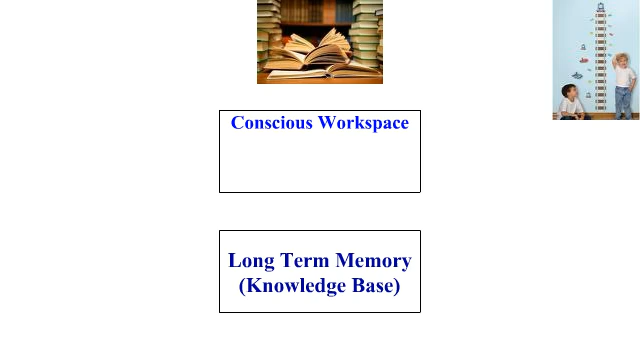 Conscious Workspace
Long Term Memory
(Knowledge Base)